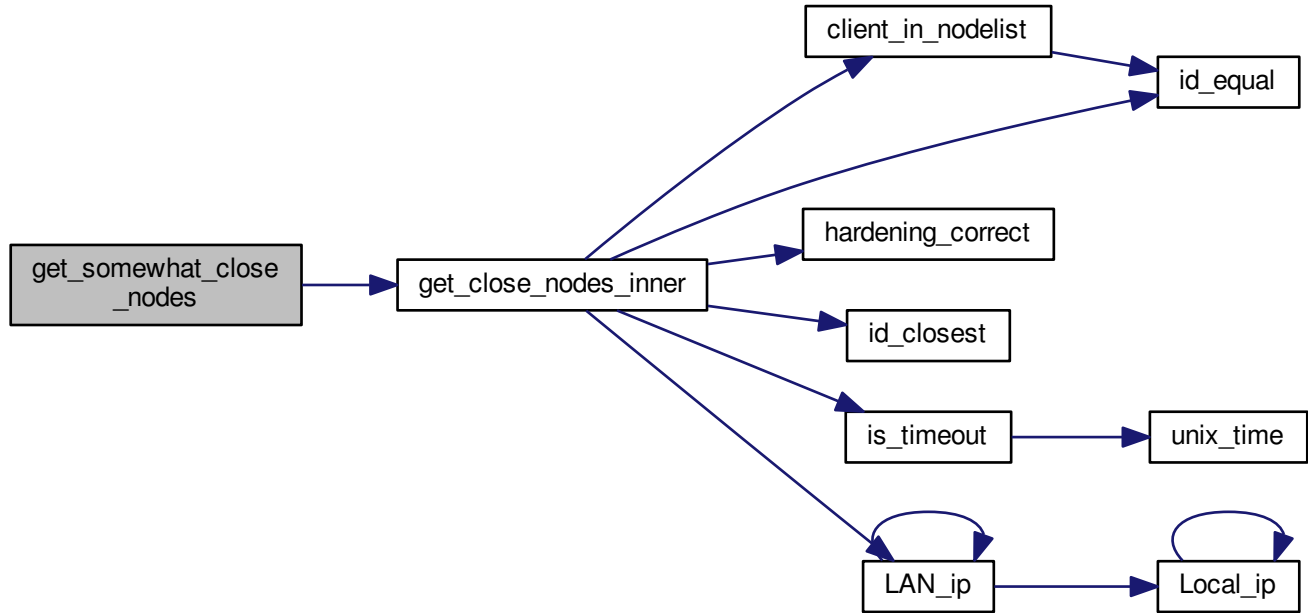 get_somewhat_close
_nodes
get_close_nodes_inner
client_in_nodelist
id_equal
hardening_correct
id_closest
is_timeout
unix_time
LAN_ip
Local_ip